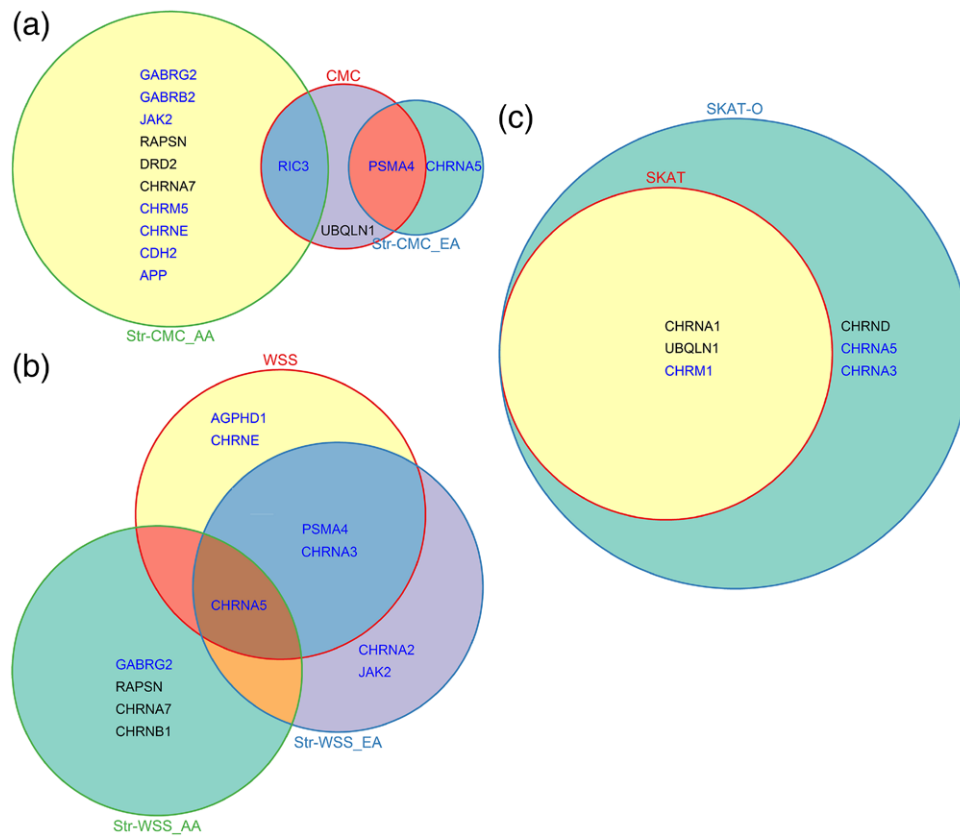 (a)
GABRG2
GABRB2
JAK2
RAPSN
DRD2
CHRNA7
CHRM5
CHRNE
CDH2
APP
Str-CMC_AA
CMC
RIC3
PSMA4
CHRNA5
UBQLN1
Str-CMC_EA
(b)
WSS
AGPHD1
CHRNE
PSMA4
CHRNA3
CHRNA5
CHRNA2
JAK2
GABRG2
RAPSN
CHRNA7
CHRNB1
Str-WSS_EA
Str-WSS_AA
(c)
SKAT-O
SKAT
CHRNA1
UBQLN1
CHRM1
CHRND
CHRNA5
CHRNA3